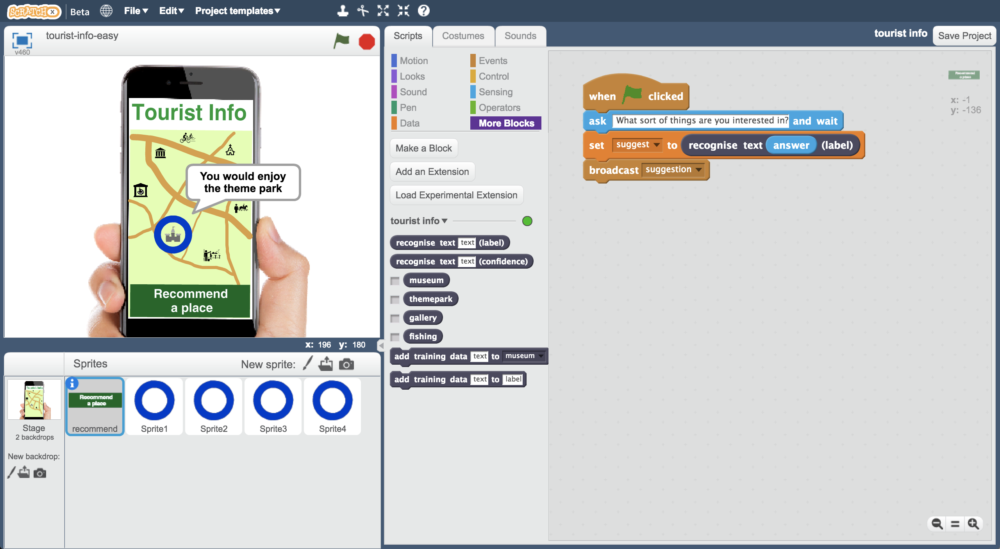 SCRATCH X
Beta
File
Edit
Project templates
tourist-info-easy
v460
Tourist Info
You would enjoy
the theme park
Recommend
a place
x: 196 y: 180
Scripts
Costumes
Sounds
tourist info
Save Project
Motion
Looks
Sound
Pen
Data
Events
Control
Sensing
Operators
More Blocks
Make a Block
Add an Extension
Load Experimental Extension
tourist info
recognise text text (label)
recognise text text (confidence)
museum
themepark
gallery
fishing
add training data text to museum
add training data text to label
when clicked
ask What sort of things are you interested in? and wait
set suggest to recognise text answer (label)
broadcast suggestion
Recommend
a place
x: -1
y: -136
Sprites
New sprite:
Stage
2 backdrops
New backdrop:
Tourist Info
Recommend
a place
recommend
Sprite1
Sprite2
Sprite3
Sprite4